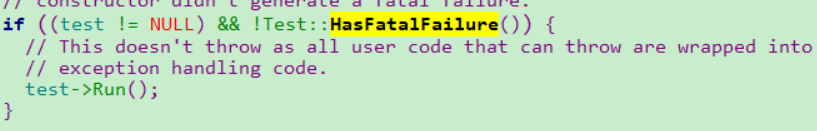 // constructor didn't generate a fatal failure.
if ((test != NULL) && !Test::HasFatalFailure()) {
// This doesn't throw as all user code that can throw are wrapped into
// exception handling code.
test->Run();
}